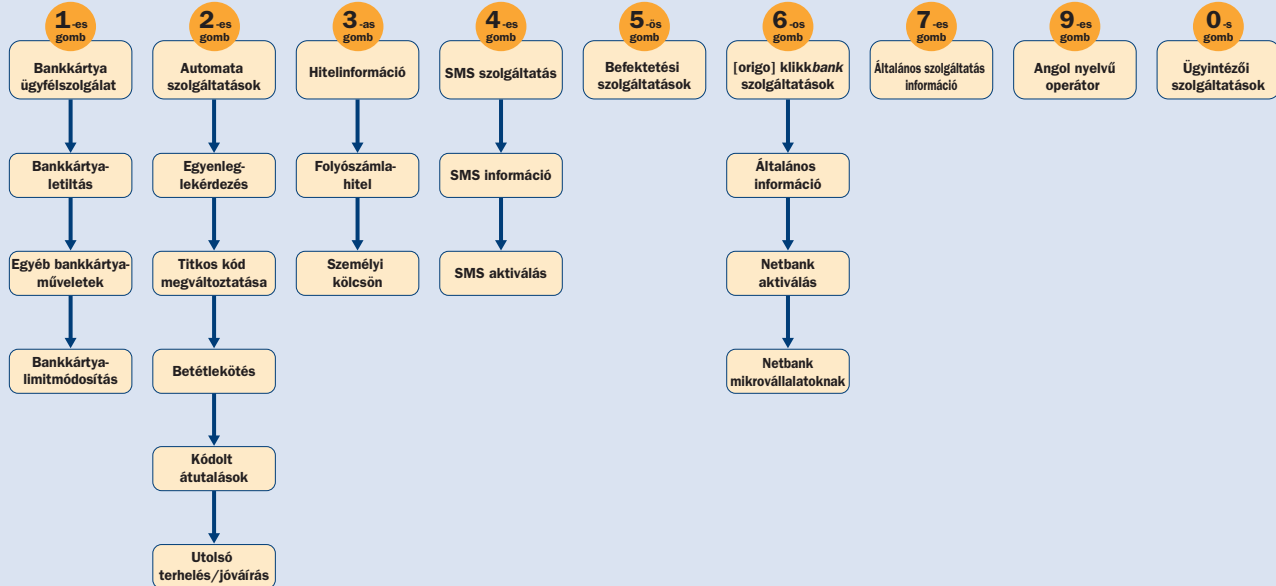 1-es
gomb
Bankkártya
ügyfélszolgálat
Bankkártya-
letiltás
Egyéb bankkártya-
műveletek
Bankkártya-
limitmódosítás
2-es
gomb
Automata
szolgáltatások
Egyenleg-
lekérdezés
Titkos kód
megváltoztatása
Betétlekötés
Kódolt
átutalások
Utolsó
terhelés/jóváírás
3-as
gomb
Hitelinformáció
Folyószámla-
hitel
Személyi
kölcsön
4-es
gomb
SMS szolgáltatás
SMS információ
SMS aktiválás
5-ös
gomb
Befektetési
szolgáltatások
6-os
gomb
[origo] klikkbank
szolgáltatások
Általános
információ
Netbank
aktiválás
Netbank
mikrovállalatoknak
7-es
gomb
Általános szolgáltatás
információ
9-es
gomb
Angol nyelvű
operátor
0-s
gomb
Ügyintézői
szolgáltatások